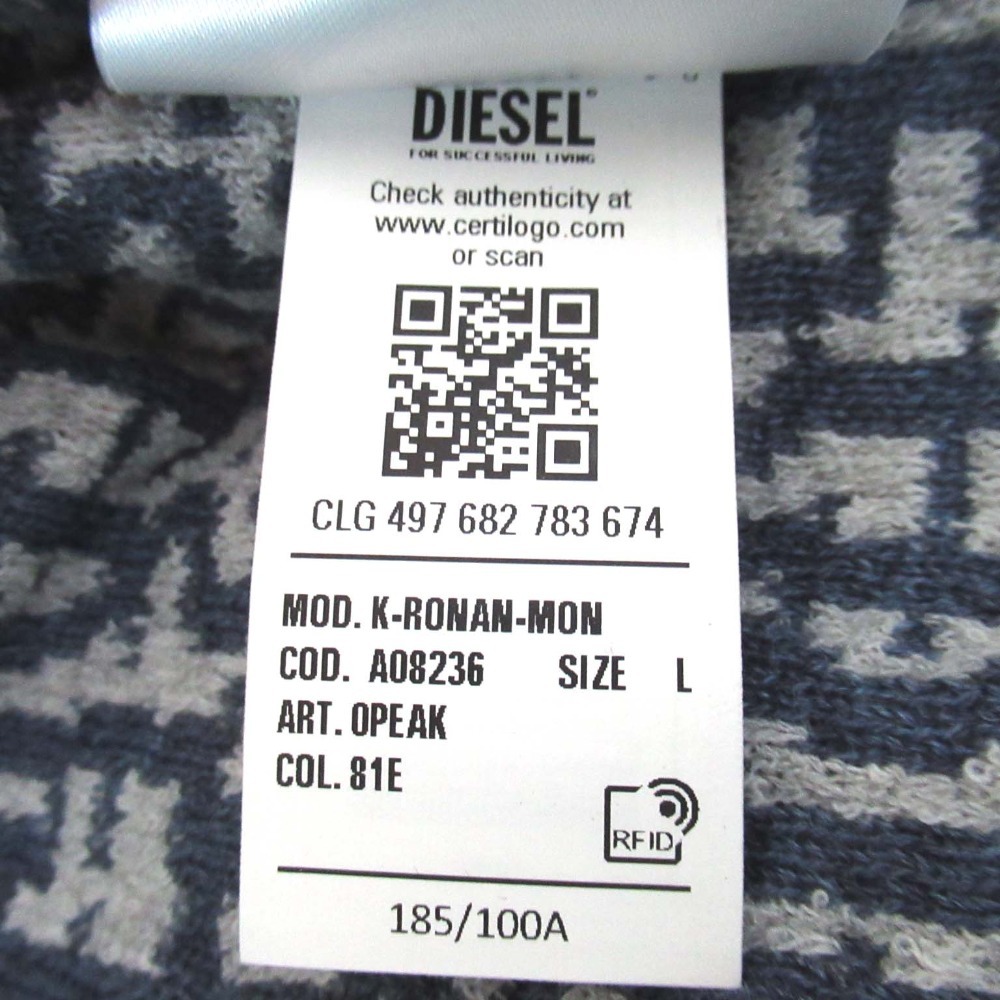 DIESEL®
FOR SUCCESSFUL LIVING
Check authenticity at
www.certilogo.com
or scan
CLG 497 682 783 674
MOD. K-RONAN-MON
COD. A08236 SIZE L
ART. OPEAK
COL. 81E
RFID
185/100A